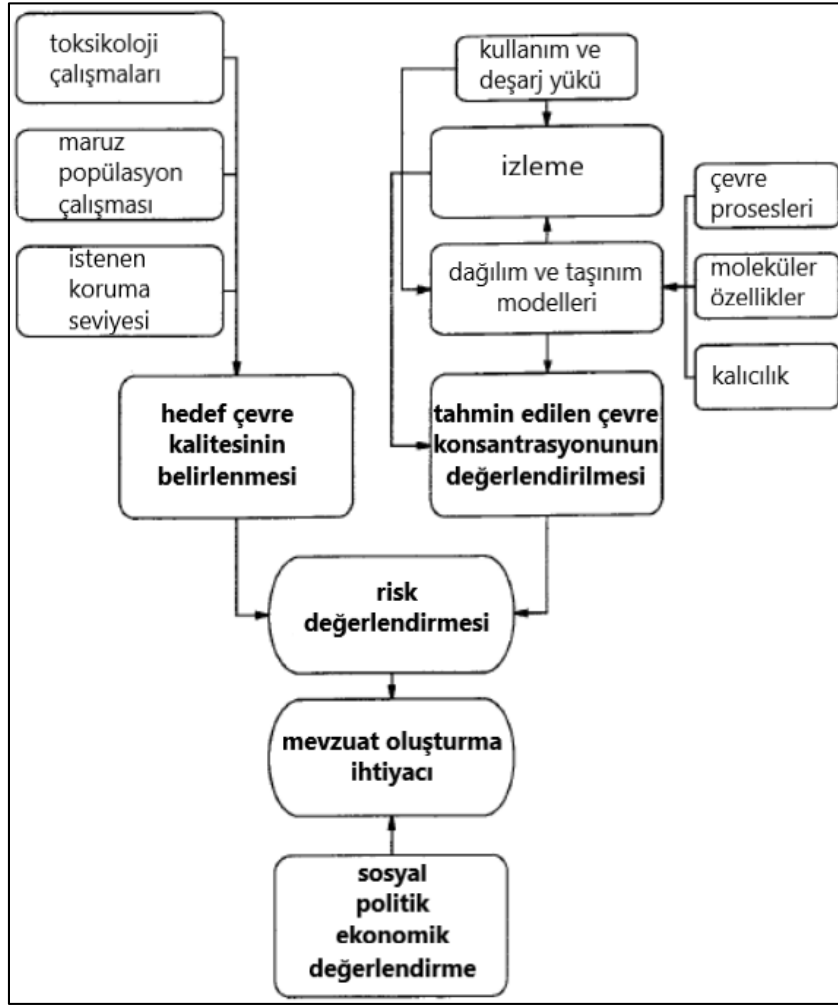 toksikoloji
çalışmaları
maruz
popülasyon
çalışması
istenen
koruma
seviyesi
kullanım ve
deşarj yükü
izleme
dağılım ve taşınım
modelleri
çevre
prosesleri
moleküler
özellikler
kalıcılık
hedef çevre
kalitesinin
belirlenmesi
tahmin edilen çevre
konsantrasyonunun
değerlendirilmesi
risk
değerlendirmesi
mevzuat oluşturma
ihtiyacı
sosyal
politik
ekonomik
değerlendirme